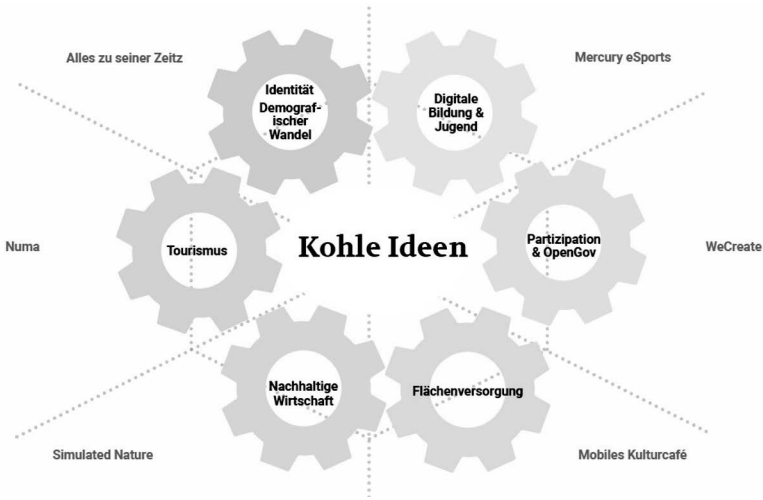 Alles zu seiner Zeitz
Mercury eSports
Identität
Demograf-
ischer
Wandel
Digitale
Bildung &
Jugend
Numa
Tourismus
Kohle Ideen
Partizipation
& OpenGov
WeCreate
Nachhaltige
Wirtschaft
Flächenversorgung
Simulated Nature
Mobiles Kulturcafé